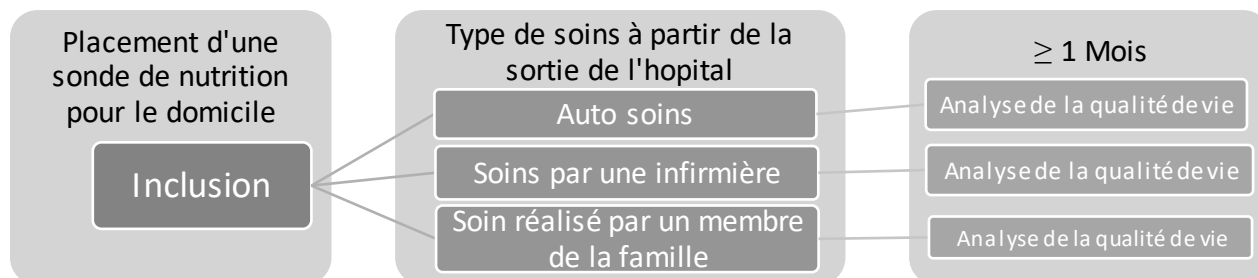 Placement d'une
sonde de nutrition
pour le domicile
Inclusion
Type de soins à partir de la
sortie de l'hopital
Auto soins
Soins par une infirmière
Soin réalisé par un membre
de la famille
≥ 1 Mois
Analyse de la qualité de vie
Analyse de la qualité de vie
Analyse de la qualité de vie